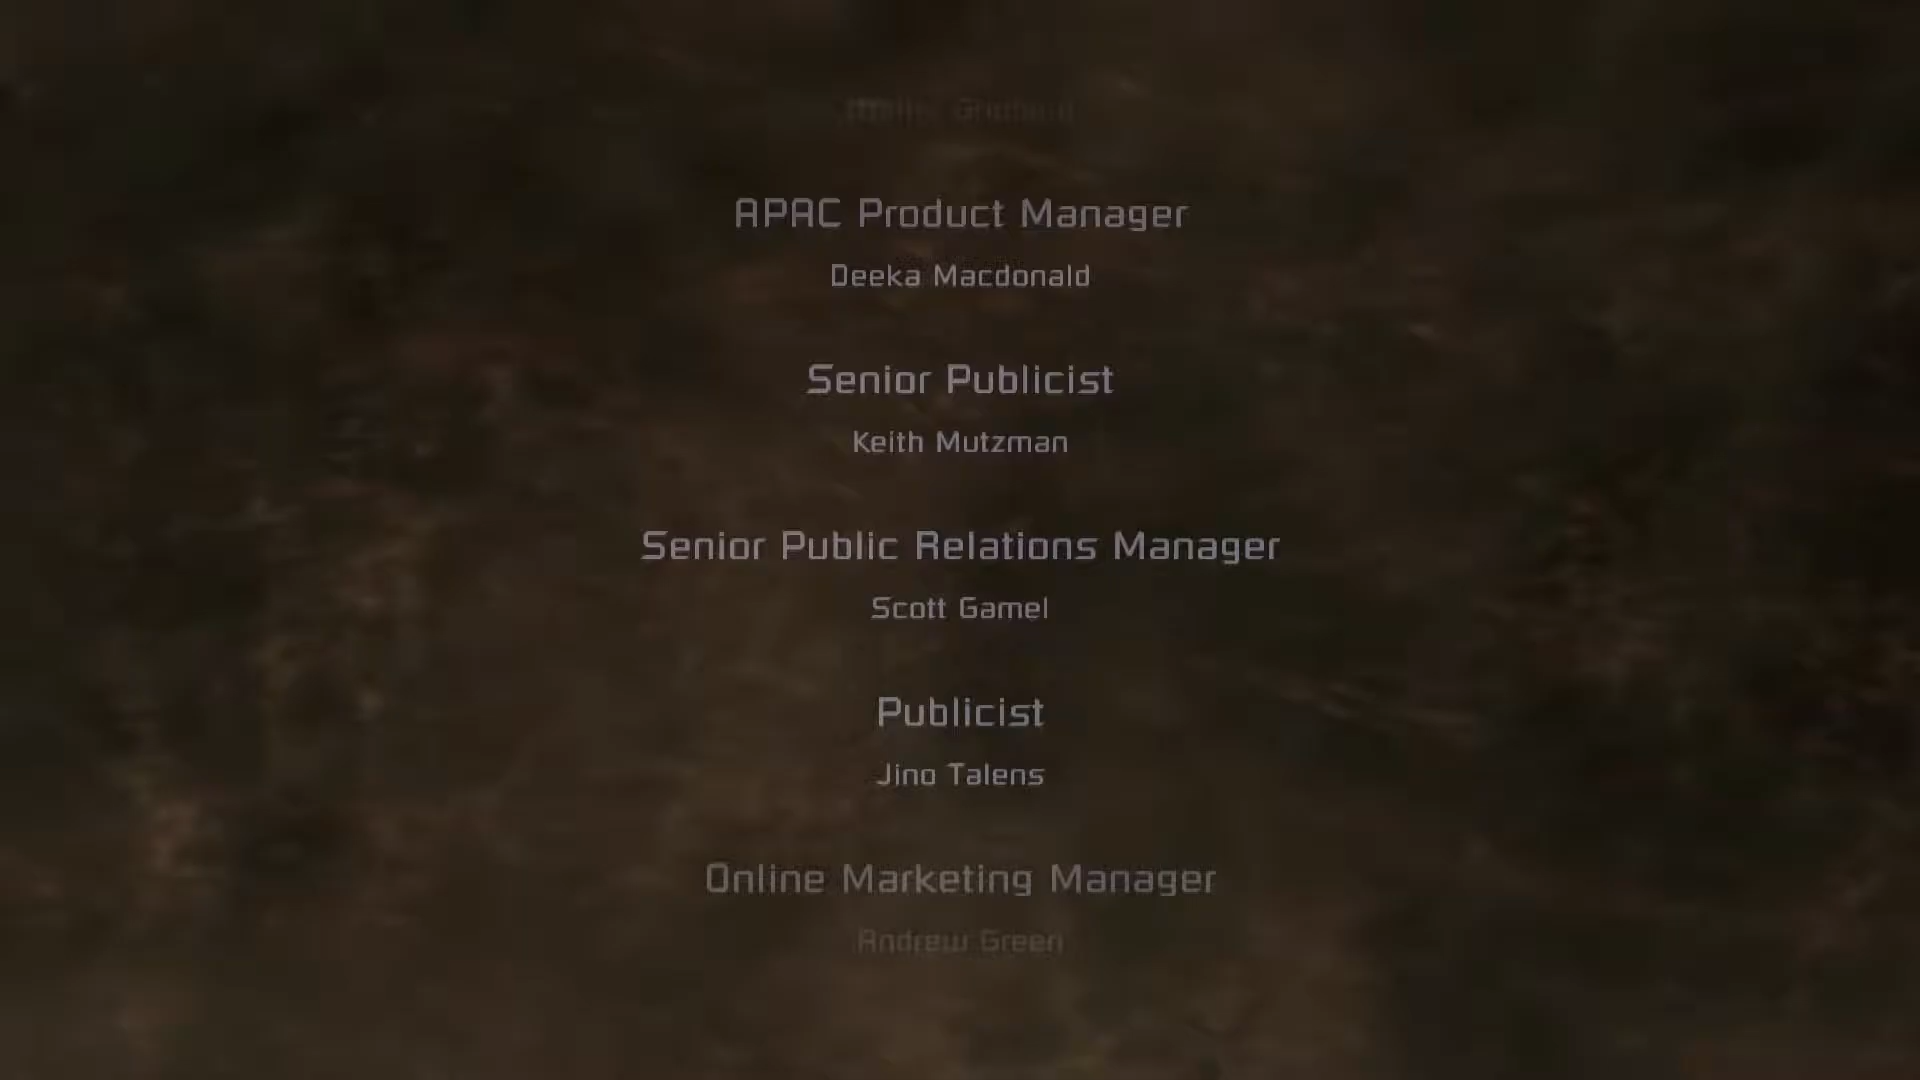 APAC Product Manager
Deeka Macdonald
Senior Publicist
Keith Mutzman
Senior Public Relations Manager
Scott Gamel
Publicist
Jino Talens
Online Marketing Manager
Andrew Green